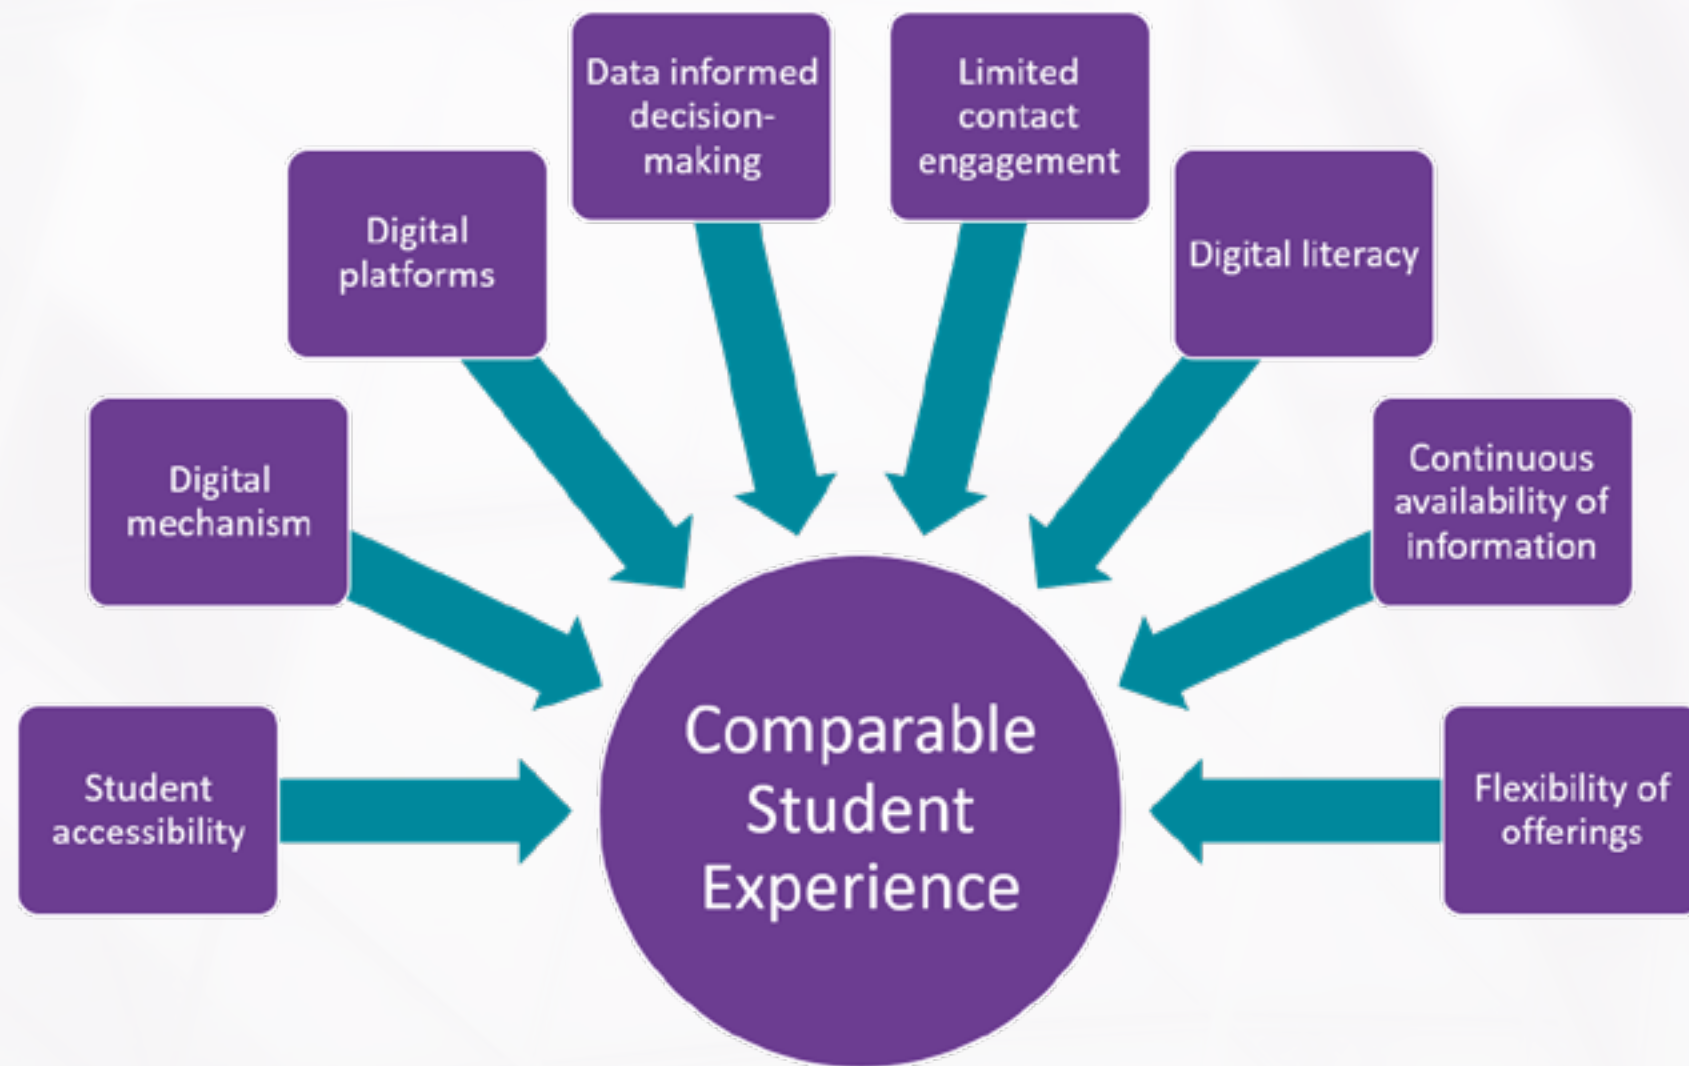 Data informed
decision-
making
Limited
contact
engagement
Digital
platforms
Digital literacy
Digital
mechanism
Continuous
availability of
information
Student
accessibility
Comparable
Student
Experience
Flexibility of
offerings